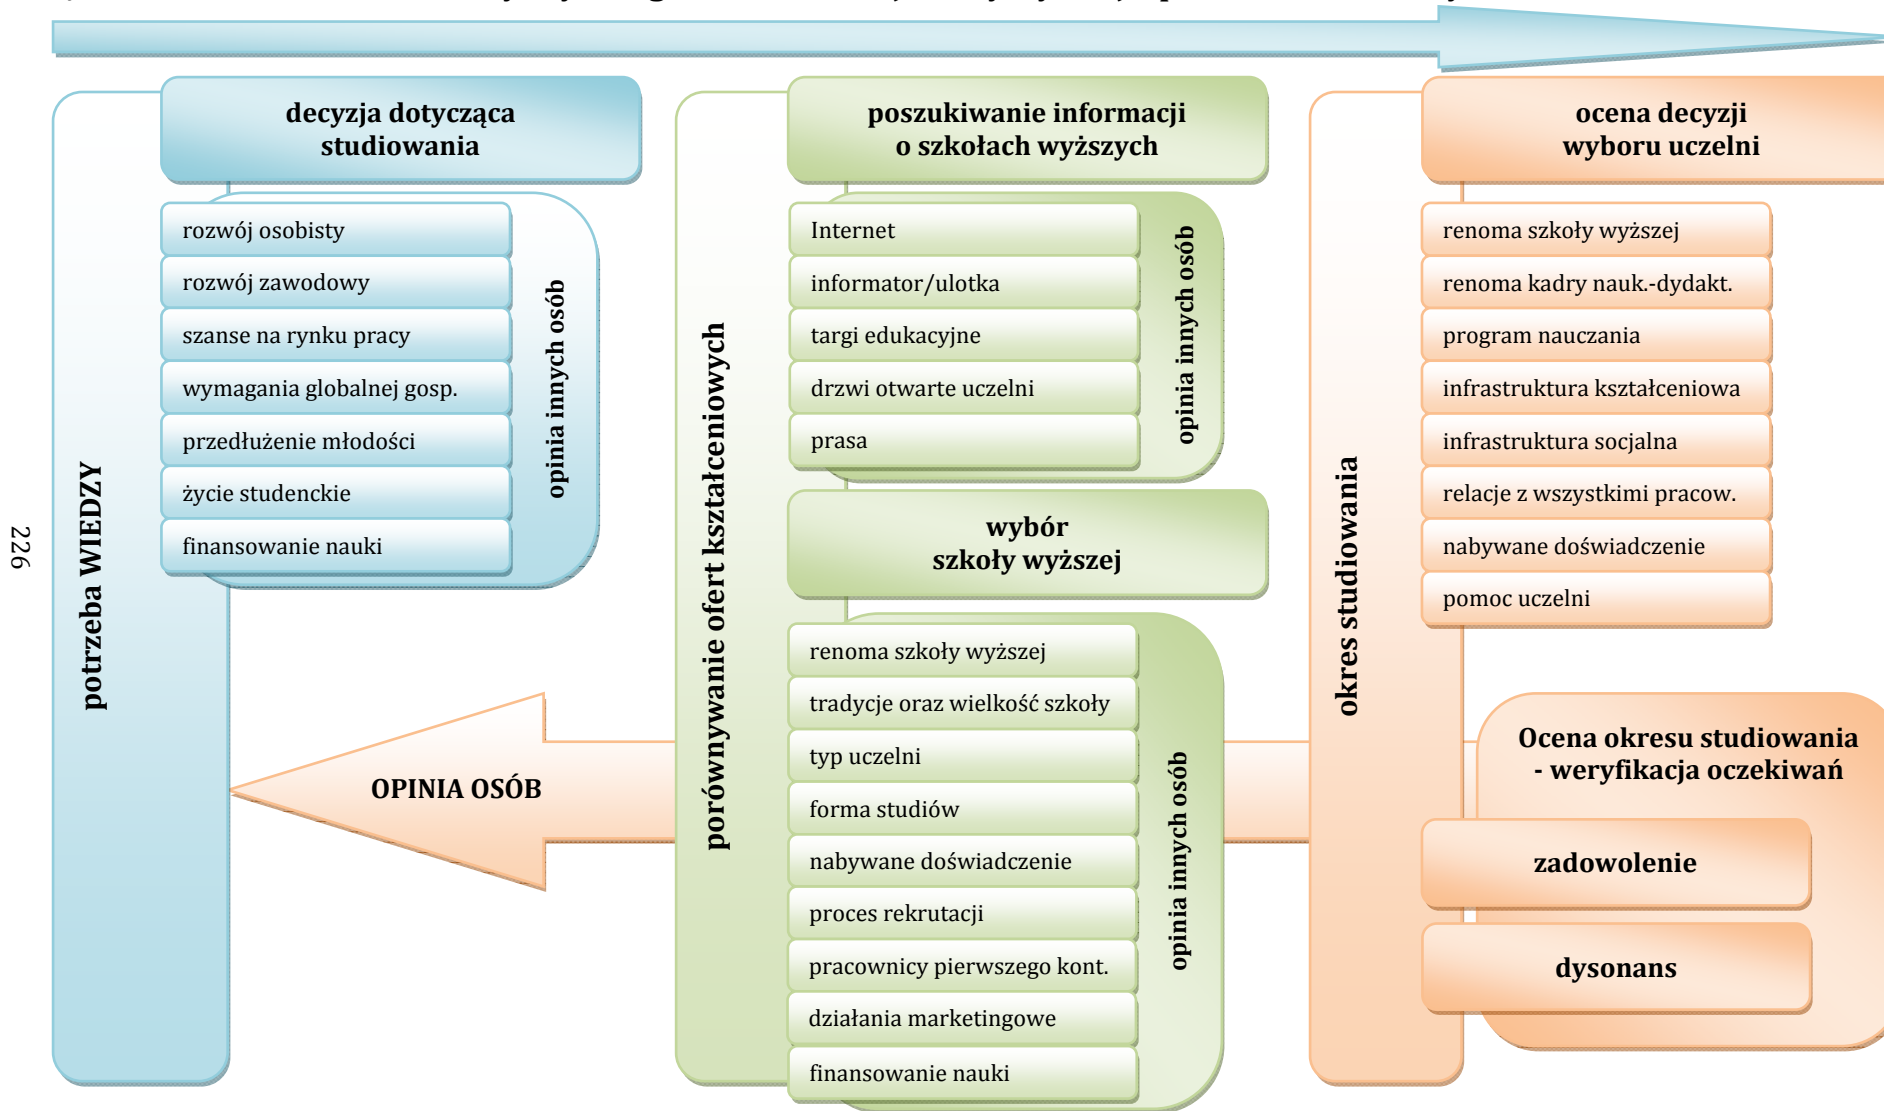 decyzja dotycząca
studiowania
potrzeba WIEDZY
rozwój osobisty
rozwój zawodowy
szanse na rynku pracy
wymagania globalnej gosp.
przedłużenie młodości
życie studenckie
finansowanie nauki
opinia innych osób
OPINIA OSÓB
poszukiwanie informacji
o szkołach wyższych
porównywanie ofert kształceniowych
Internet
informator/ulotka
targi edukacyjne
drzwi otwarte uczelni
prasa
opinia innych osób
wybór
szkoły wyższej
renoma szkoły wyższej
tradycje oraz wielkość szkoły
typ uczelni
forma studiów
nabywane doświadczenie
proces rekrutacji
pracownicy pierwszego kont.
działania marketingowe
finansowanie nauki
opinia innych osób
ocena decyzji
wyboru uczelni
okres studiowania
renoma szkoły wyższej
renoma kadry nauk.-dydakt.
program nauczania
infrastruktura kształceniowa
infrastruktura socjalna
relacje z wszystkimi pracow.
nabywane doświadczenie
pomoc uczelni
Ocena okresu studiowania
- weryfikacja oczekiwań
zadowolenie
dysonans
226